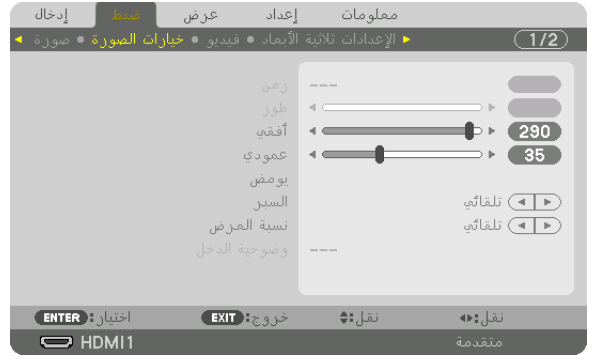 إدخال ضبط عرض إعداد معلومات
صورة • خيارات الصورة • فيديو • الإعدادات ثلاثية الأبعاد 1/2
زمن ---
طور
أفقي 290
عمودي 35
يومض
السبر تلقائي
نسبة العرض تلقائي
وضوحية الدخل ---
ENTER: اختيار EXIT: خروج نقل: نقل:
HDMI1 متقدمة